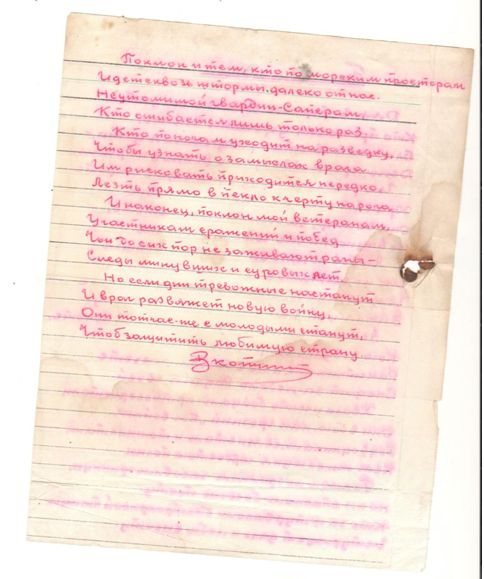 Поклон и тем, кто по морским просторам
Идет сквозь штормы далеко от нас.
Неутомимой гвардии-Саперам,
Кто ошибается лишь только раз.
Кто по ночам уходит на разведку,
Чтобы узнать о замыслах врага
Им рисковать приходится нередко,
Лезть прямо в пекло к черту на рога.
И наконец, поклон мой ветеранам,
Участникам сражений и побед
Чьи до сих пор не заживают раны-
Следы минувших и суровых лет
Но если дни тревожные настанут
И враг развяжет новую войну,
Они тотчас-же с молодыми станут,
Чтоб защитить любимую страну.